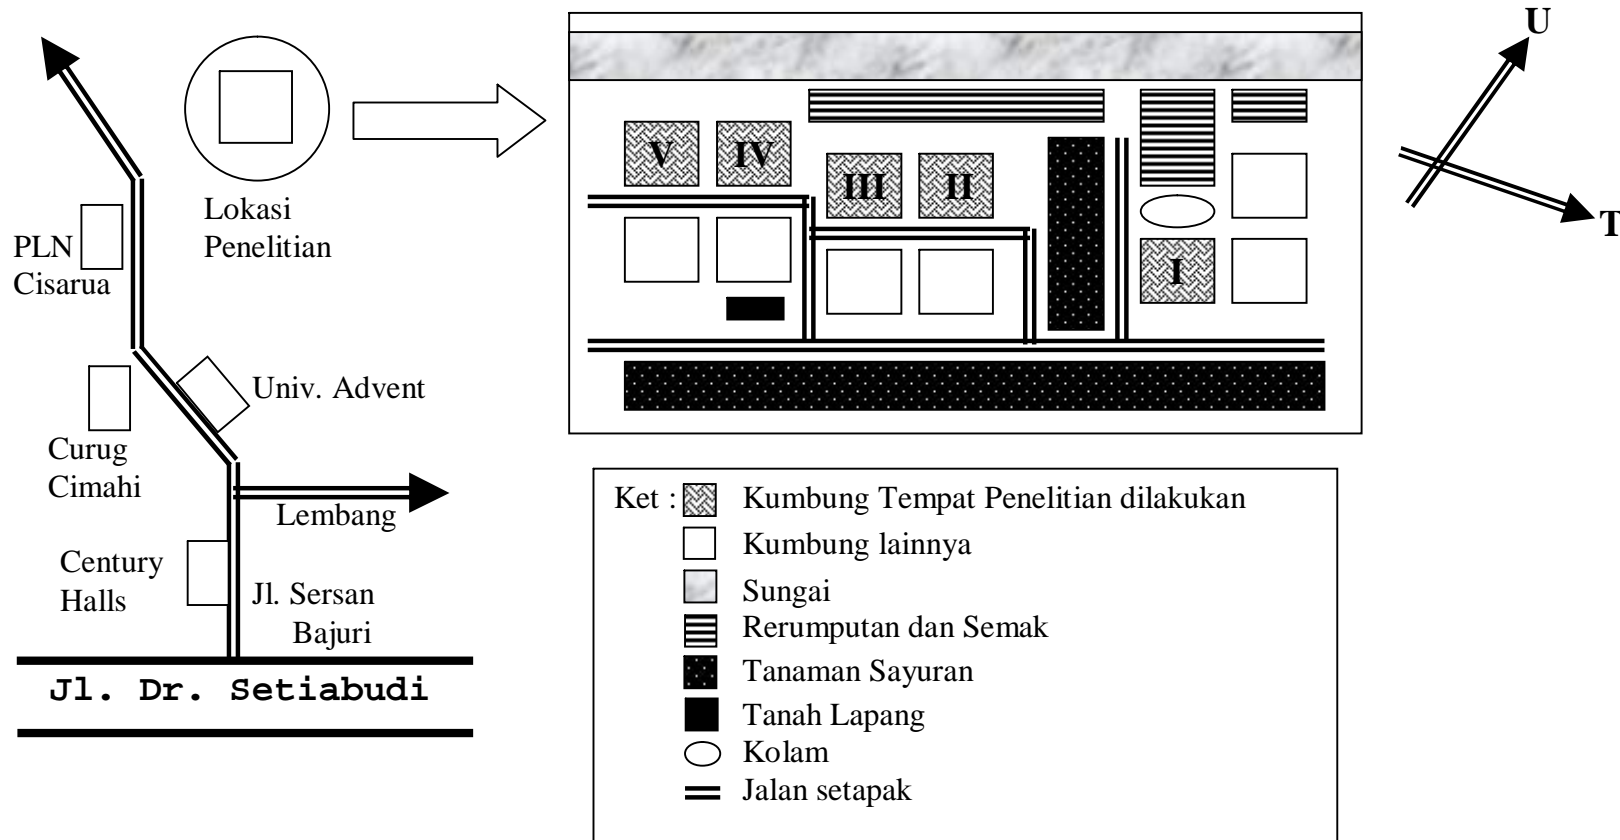 Lokasi
Penelitian
PLN
Cisarua
Univ. Advent
Curug
Cimahi
Lembang
Century
Halls
Jl. Sersan
Bajuri
Jl. Dr. Setiabudi
V
IV
III
II
I
U
T
Ket :
Kumbung Tempat Penelitian dilakukan
Kumbung lainnya
Sungai
Rerumputan dan Semak
Tanaman Sayuran
Tanah Lapang
Kolam
Jalan setapak